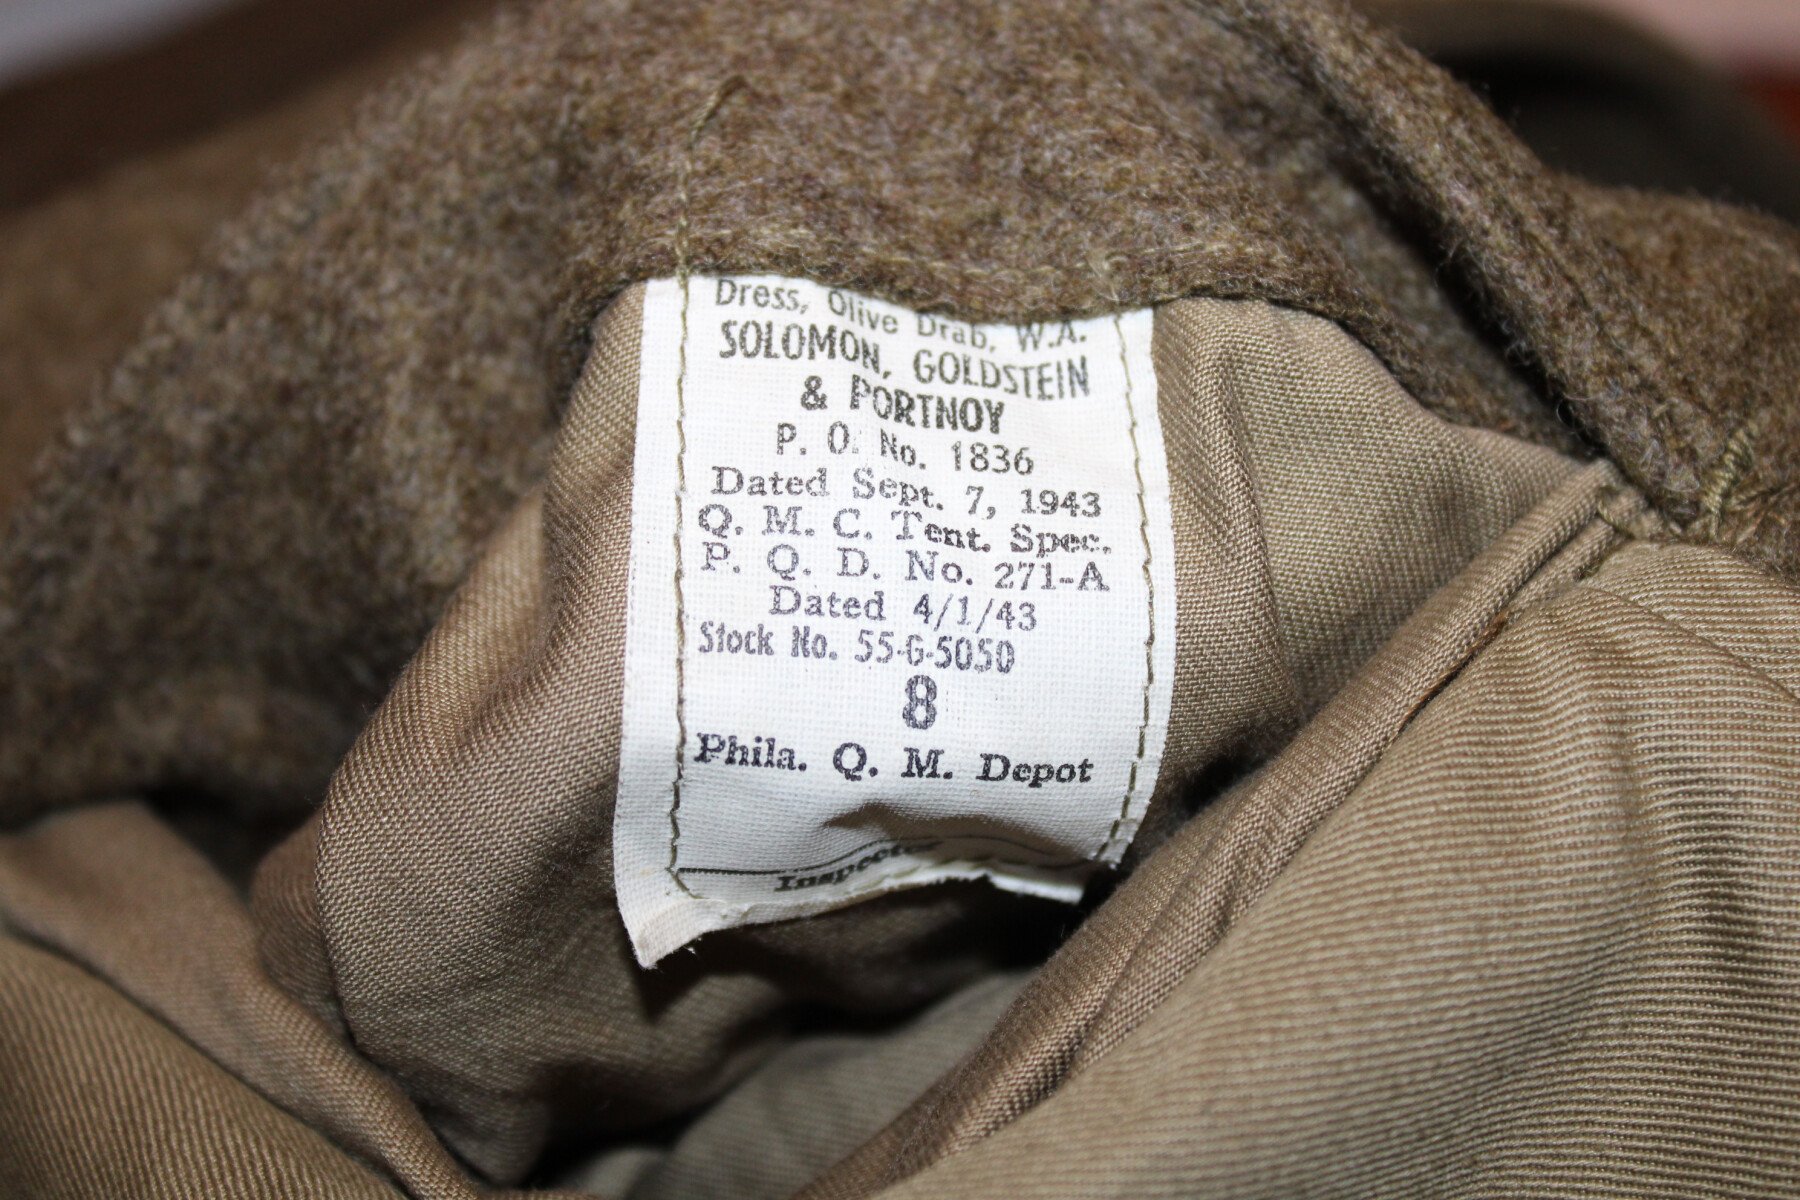 Dress, Olive Drab, W.A.
SOLOMON, GOLDSTEIN
& PORTNOY
P. O. No. 1836
Dated Sept. 7, 1943
Q. M. C. Tent. Spec.
P. Q. D. No. 271-A
Dated 4/1/43
Stock No. 55-G-5050
8
Phila. Q. M. Depot
Inspector